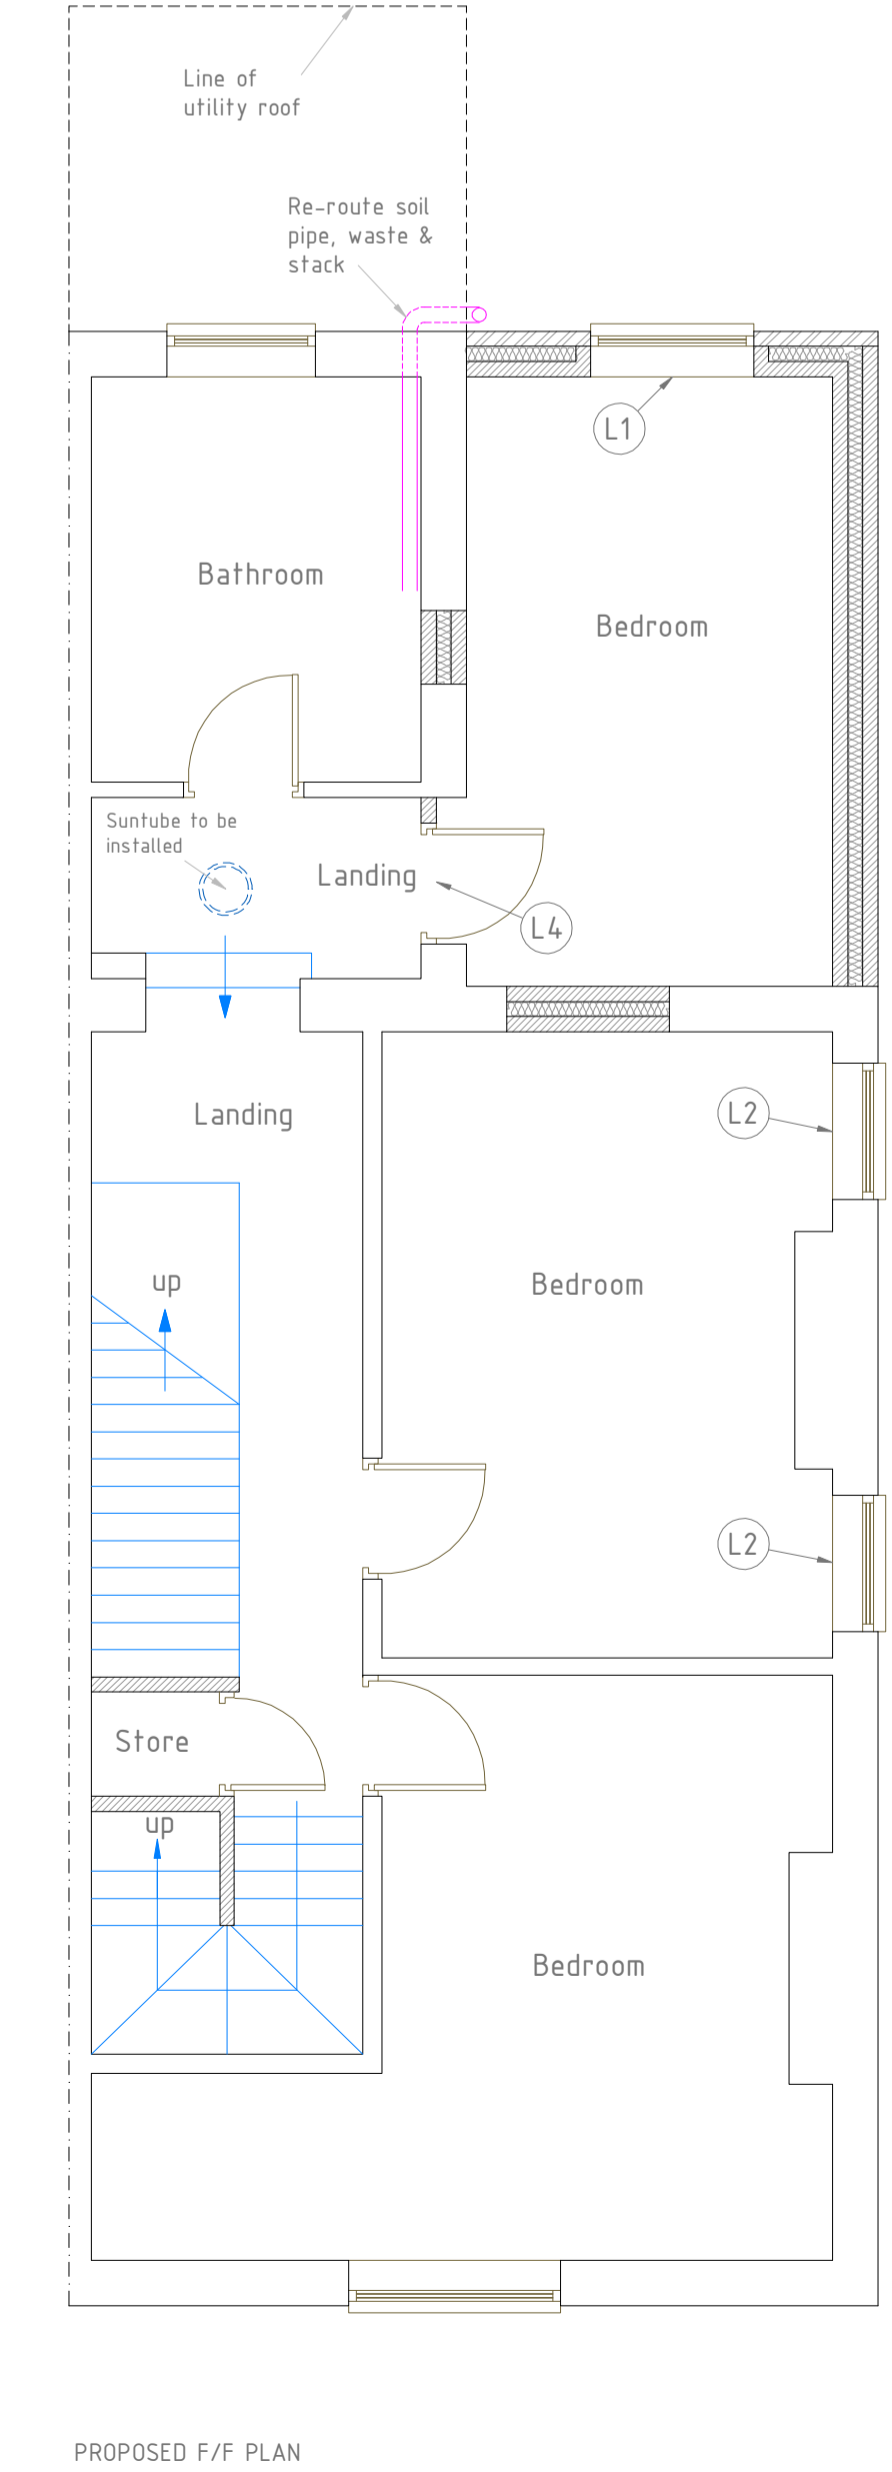 Line of
utility roof
Re-route soil
pipe, waste &
stack
L1
Bathroom
Bedroom
Suntube to be
installed
Landing
L4
Landing
L2
up
Bedroom
L2
Store
up
Bedroom
PROPOSED F/F PLAN